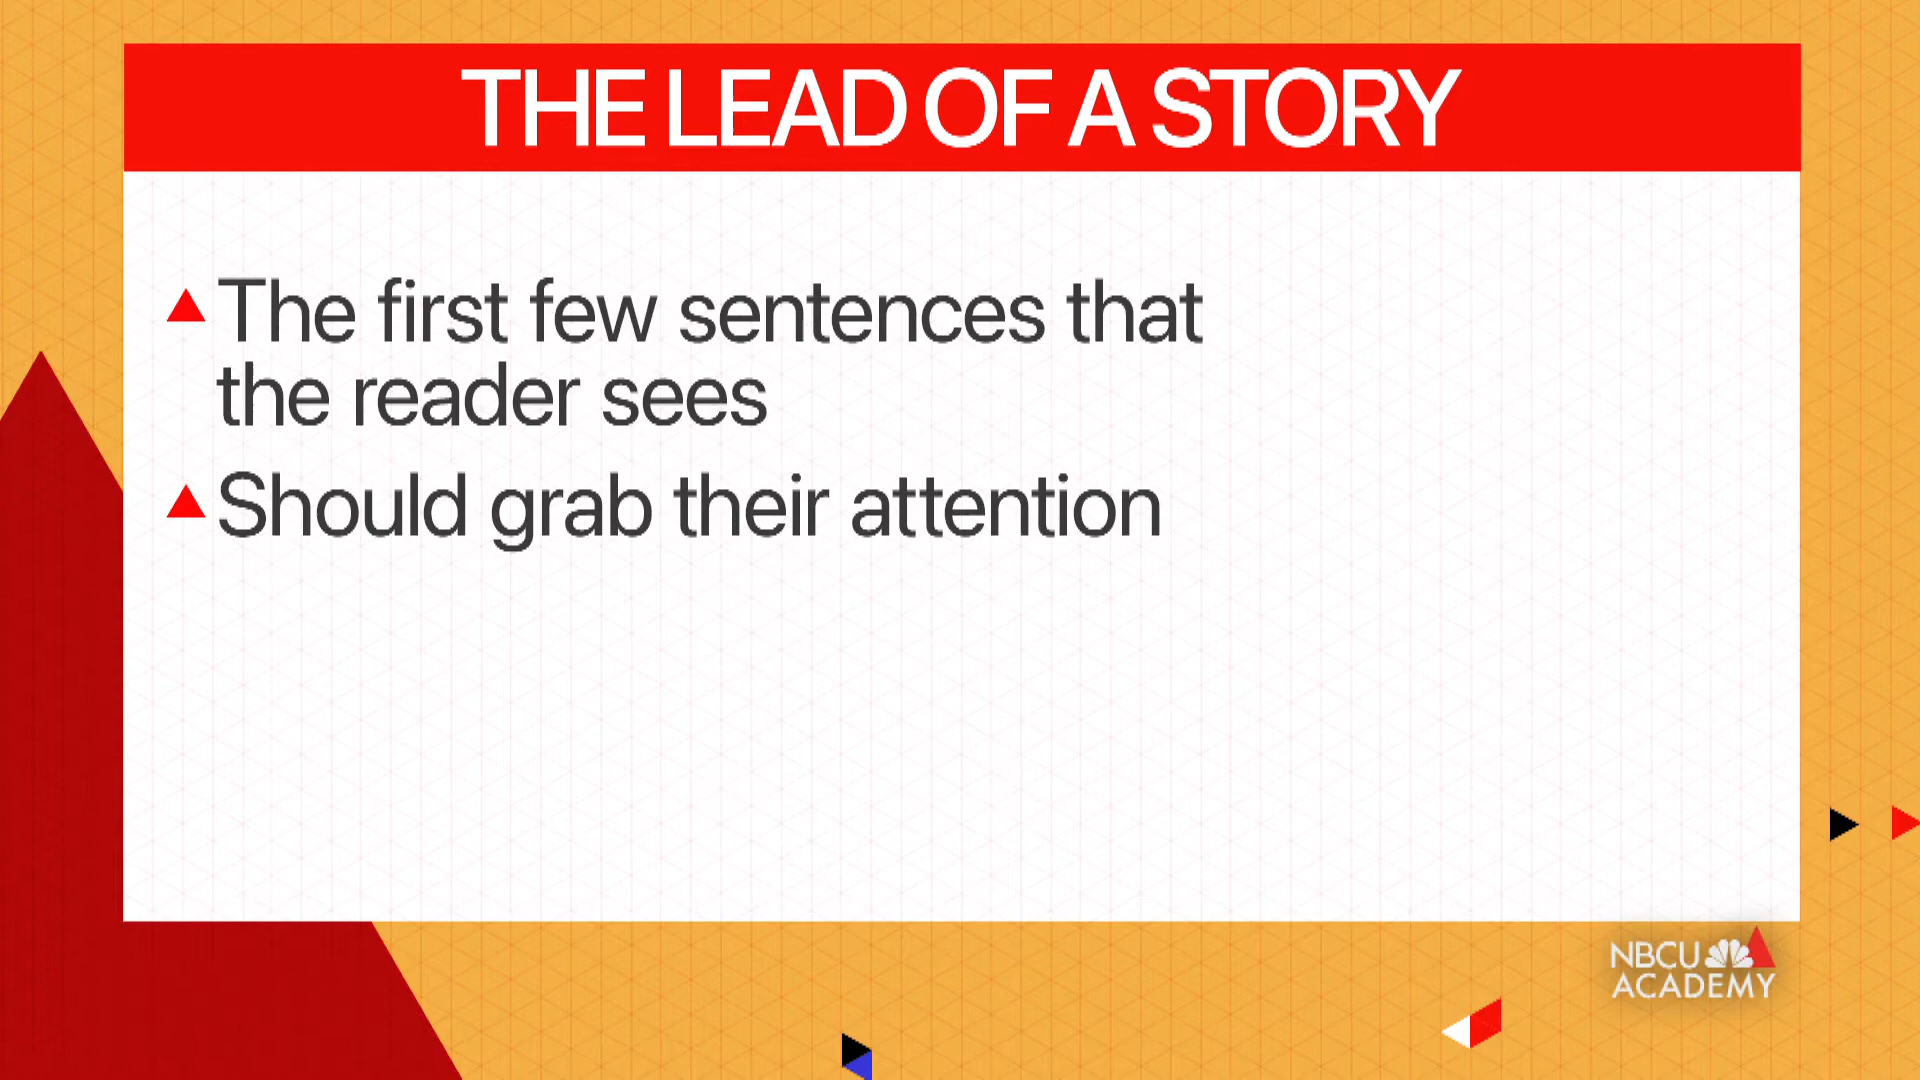 THE LEAD OF A STORY
The first few sentences that
the reader sees
Should grab their attention
NBCU
ACADEMY